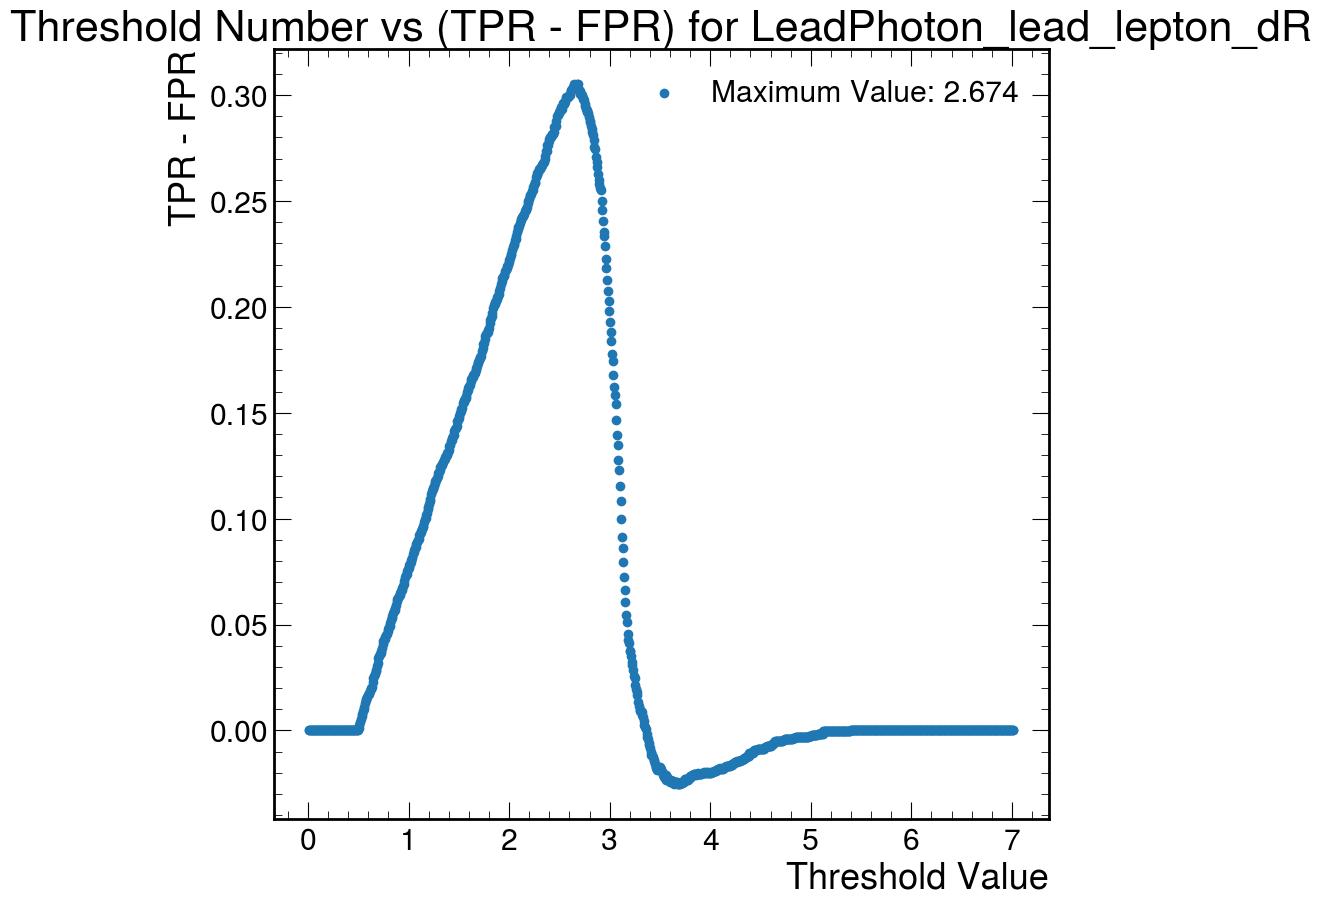 Threshold Number vs (TPR - FPR) for LeadPhoton_lead_lepton_dR
TPR - FPR
Maximum Value: 2.674
0.30
0.25
0.20
0.15
0.10
0.05
0.00
0 1 2 3 4 5 6 7
Threshold Value